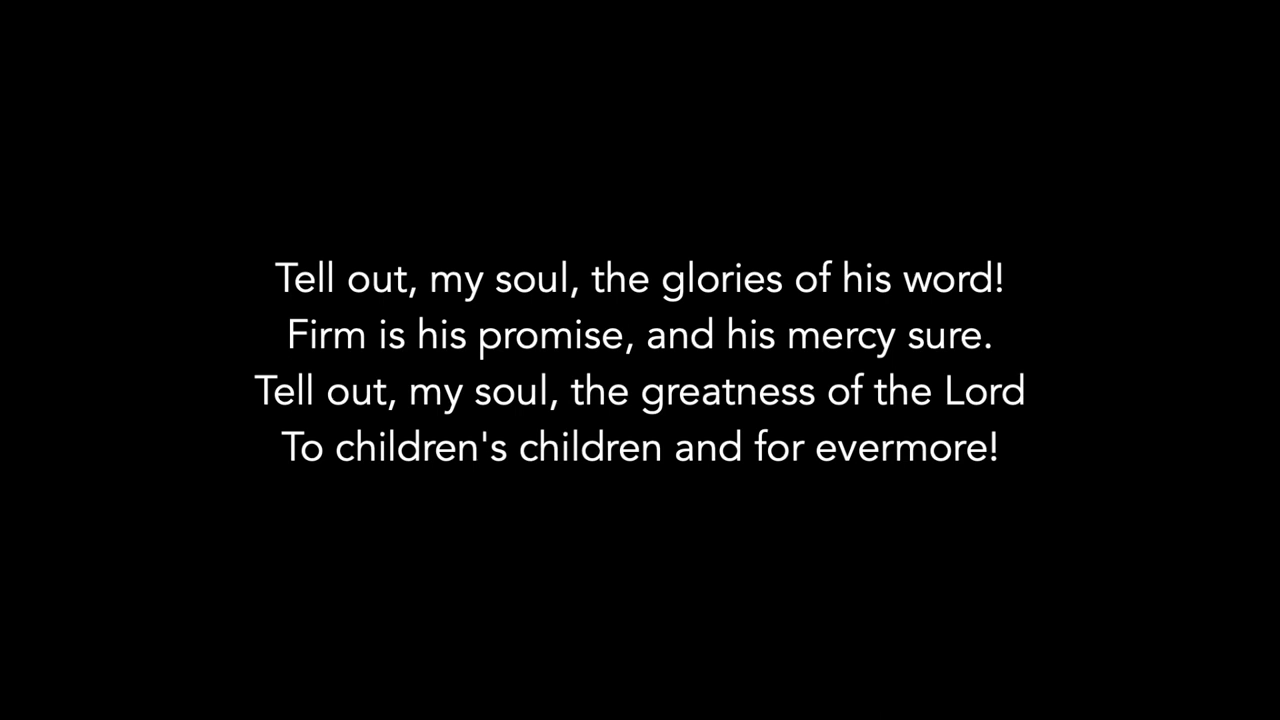 Tell out, my soul, the glories of his word!
Firm is his promise, and his mercy sure.
Tell out, my soul, the greatness of the Lord
To children's children and for evermore!